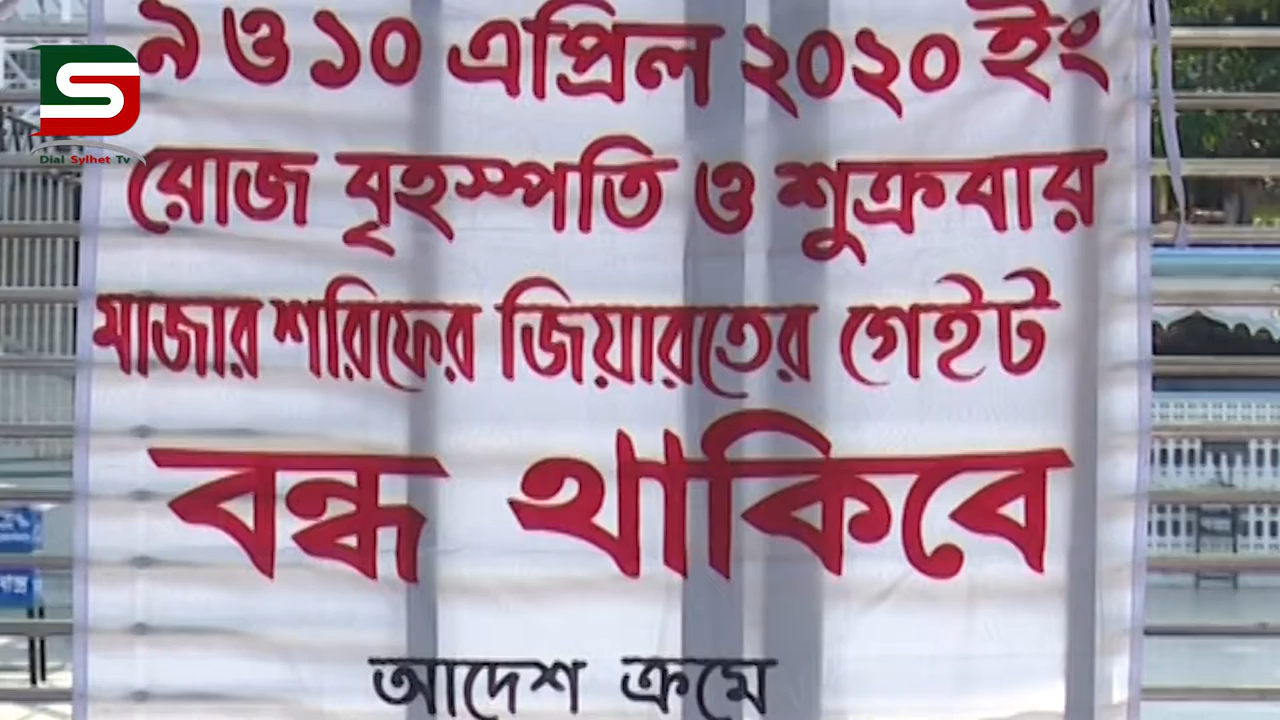 ৯ ও ১০ এপ্রিল ২০২০ ইং
রোজ বৃহস্পতি ও শুক্রবার
মাজার শরিফের জিয়ারতের গেইট
বন্ধ থাকিবে
আদেশ ক্রমে
Dial Sylhet Tv